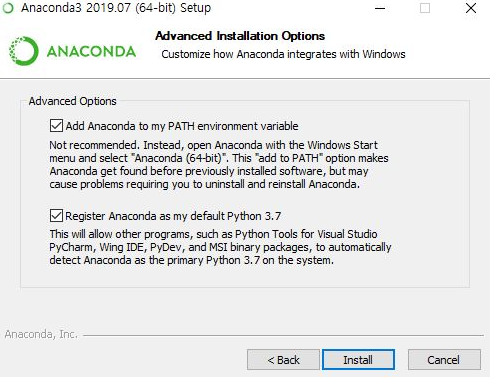 Anaconda3 2019.07 (64-bit) Setup
ANACONDA
Advanced Installation Options
Customize how Anaconda integrates with Windows
Advanced Options
Add Anaconda to my PATH environment variable
Not recommended. Instead, open Anaconda with the Windows Start
menu and select "Anaconda (64-bit)". This "add to PATH" option makes
Anaconda get found before previously installed software, but may
cause problems requiring you to uninstall and reinstall Anaconda.
Register Anaconda as my default Python 3.7
This will allow other programs, such as Python Tools for Visual Studio
PyCharm, Wing IDE, PyDev, and MSI binary packages, to automatically
detect Anaconda as the primary Python 3.7 on the system.
Anaconda, Inc.
< Back
Install
Cancel